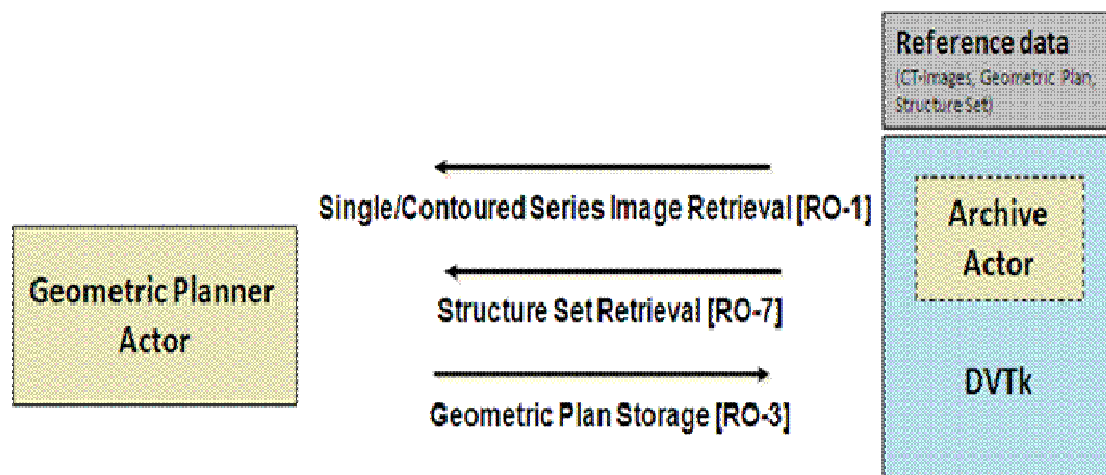 Reference data
(CT-Images, Geometric Plan,
Structure Set)
Single/Contoured Series Image Retrieval [RO-1]
Archive
Actor
Geometric Planner
Actor
Structure Set Retrieval [RO-7]
DVTk
Geometric Plan Storage [RO-3]